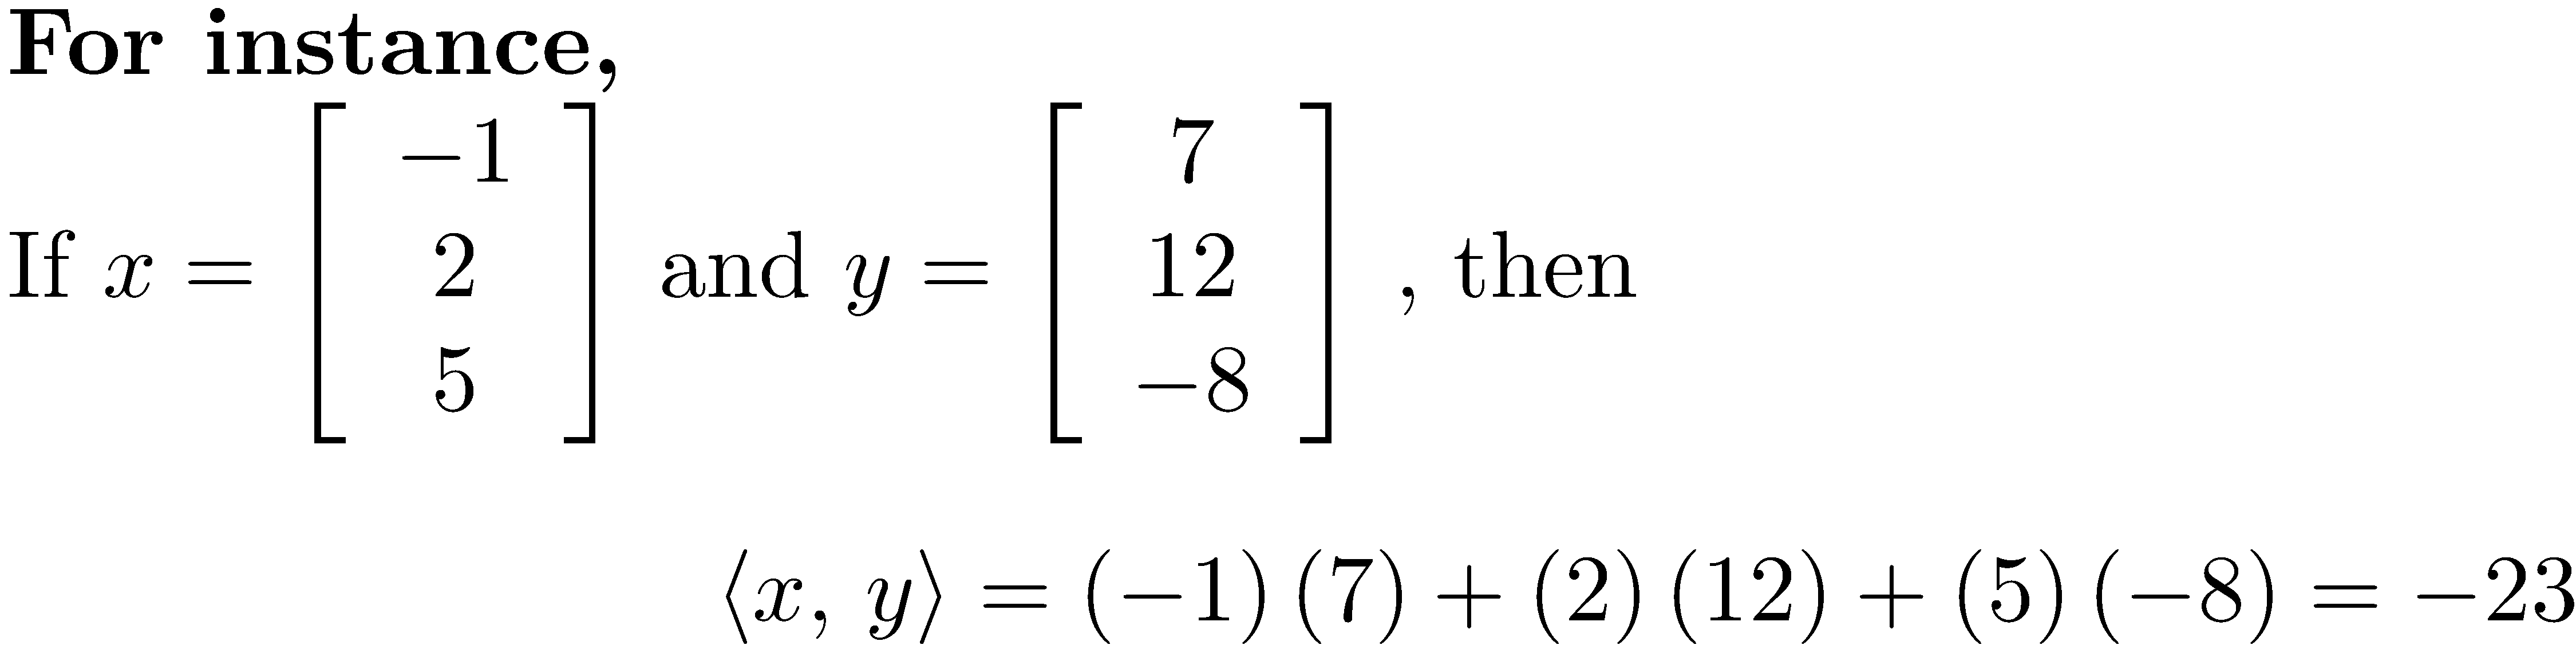 For instance,
If x = [ −1 2 5 ] and y = [ 7 12 −8 ] , then
⟨x, y⟩ = (−1) (7) + (2) (12) + (5) (−8) = −23